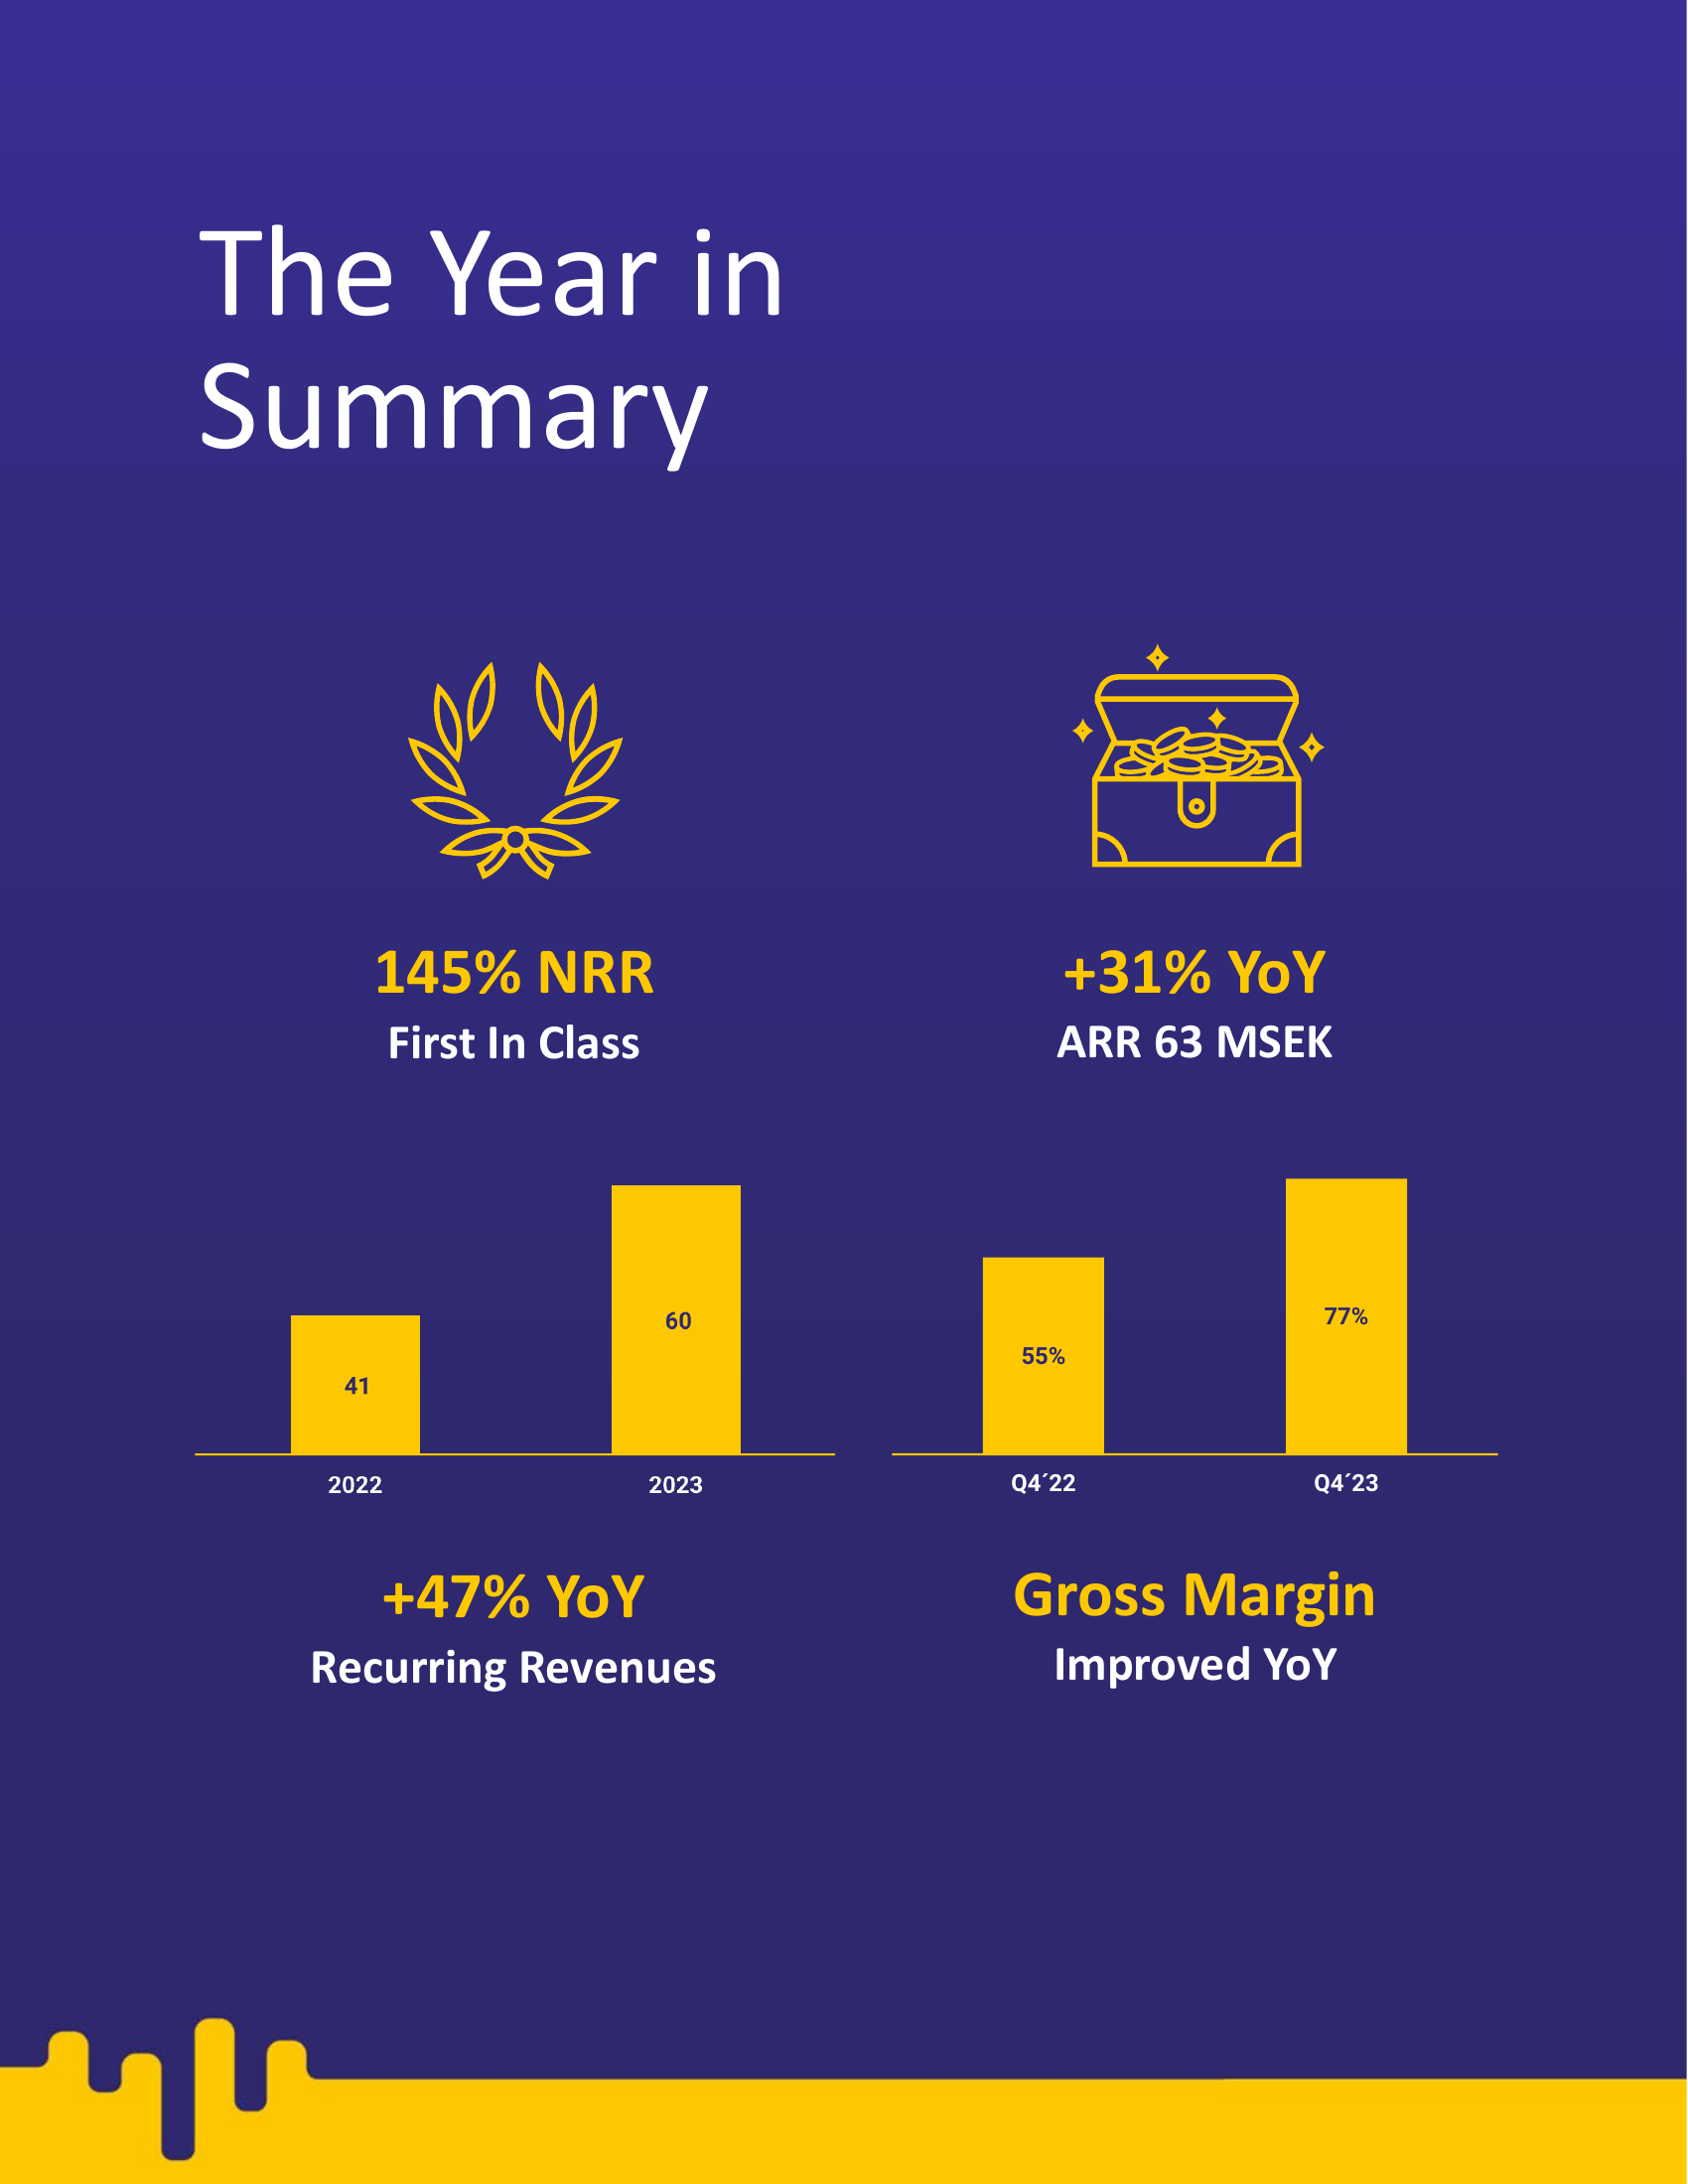 The Year in
Summary
145% NRR
First In Class
+31% YoY
ARR 63 MSEK
41
60
2022
2023
+47% YoY
Recurring Revenues
55%
77%
Q4´22
Q4´23
Gross Margin
Improved YoY